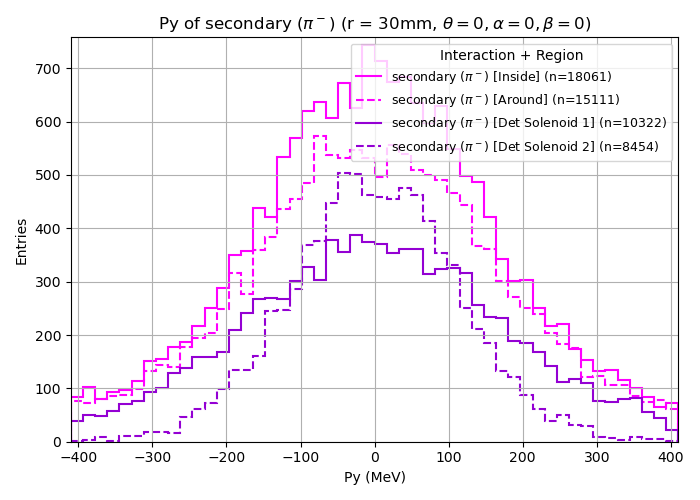 Py of secondary (π⁻) (r = 30mm, θ = 0, α = 0, β = 0)
Interaction + Region
secondary (π⁻) [Inside] (n=18061)
secondary (π⁻) [Around] (n=15111)
secondary (π⁻) [Det Solenoid 1] (n=10322)
secondary (π⁻) [Det Solenoid 2] (n=8454)
Entries
700
600
500
400
300
200
100
0
−400 −300 −200 −100 0 100 200 300 400
Py (MeV)